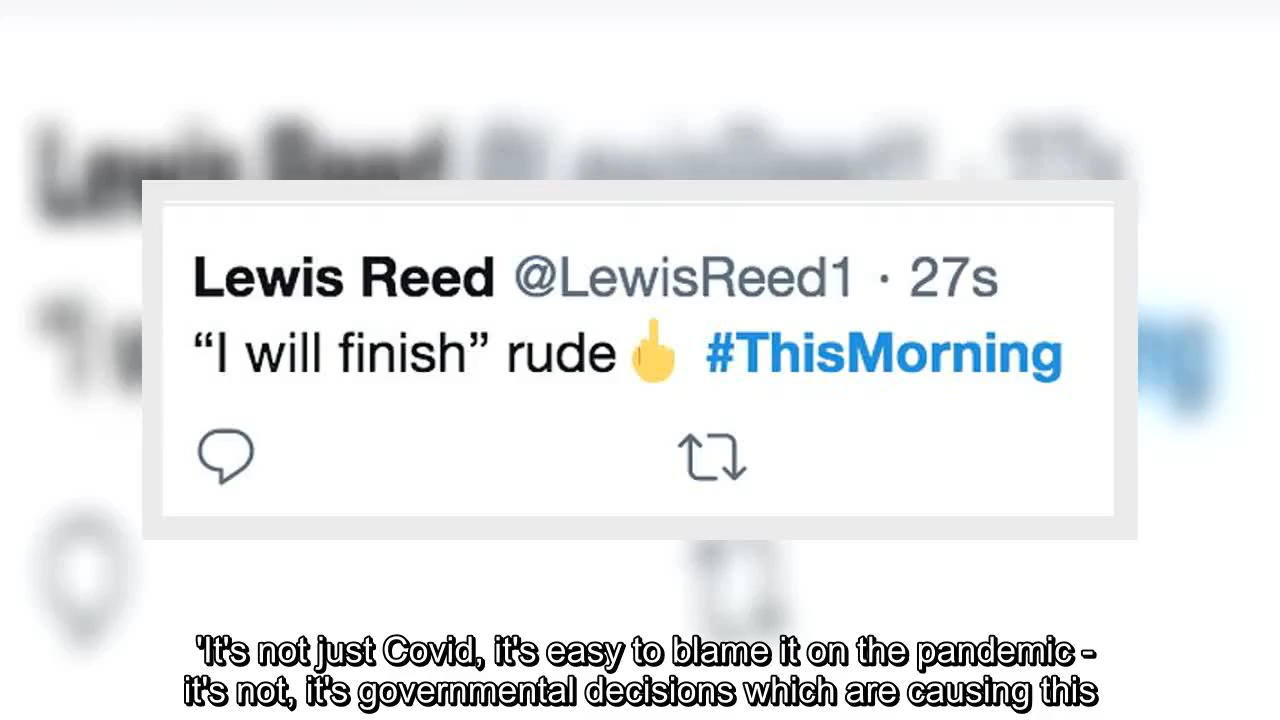 Lewis Reed @LewisReed1 · 27s
“I will finish” rude🖕 #ThisMorning
'It's not just Covid, it's easy to blame it on the pandemic -
it's not, it's governmental decisions which are causing this